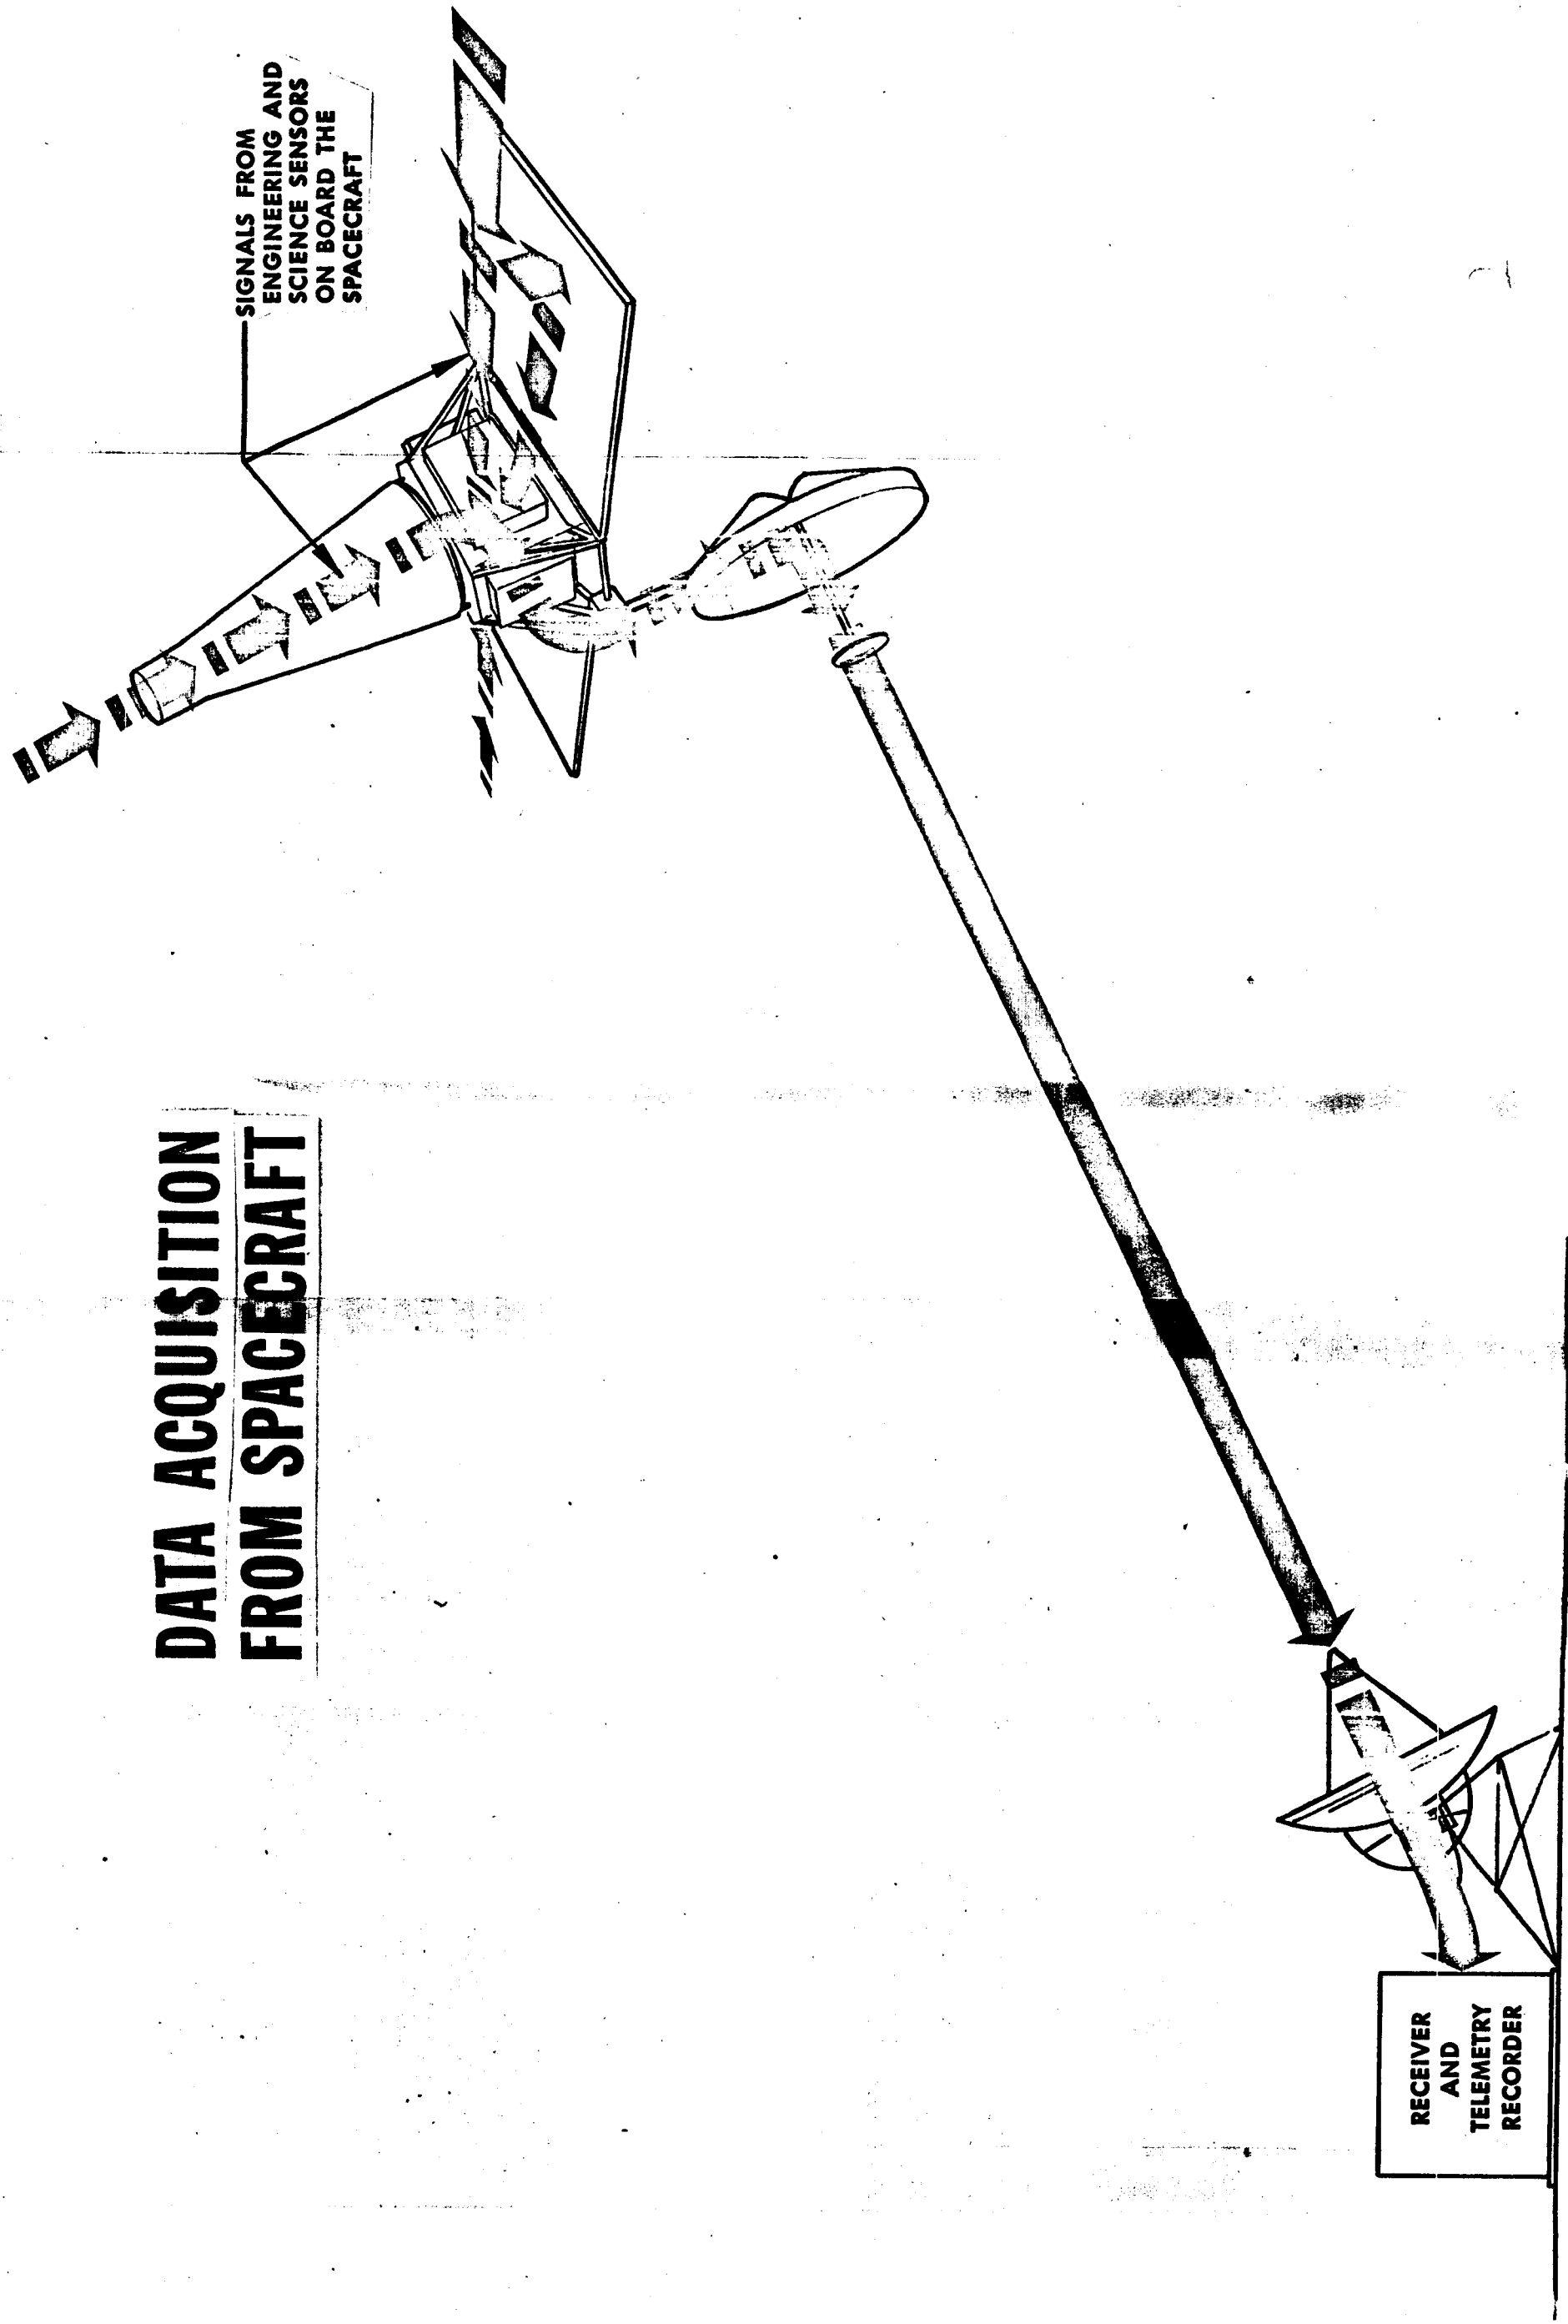 DATA ACQUISITION
FROM SPACECRAFT
SIGNALS FROM
ENGINEERING AND
SCIENCE SENSORS
ON BOARD THE
SPACECRAFT
RECEIVER
AND
TELEMETRY
RECORDER